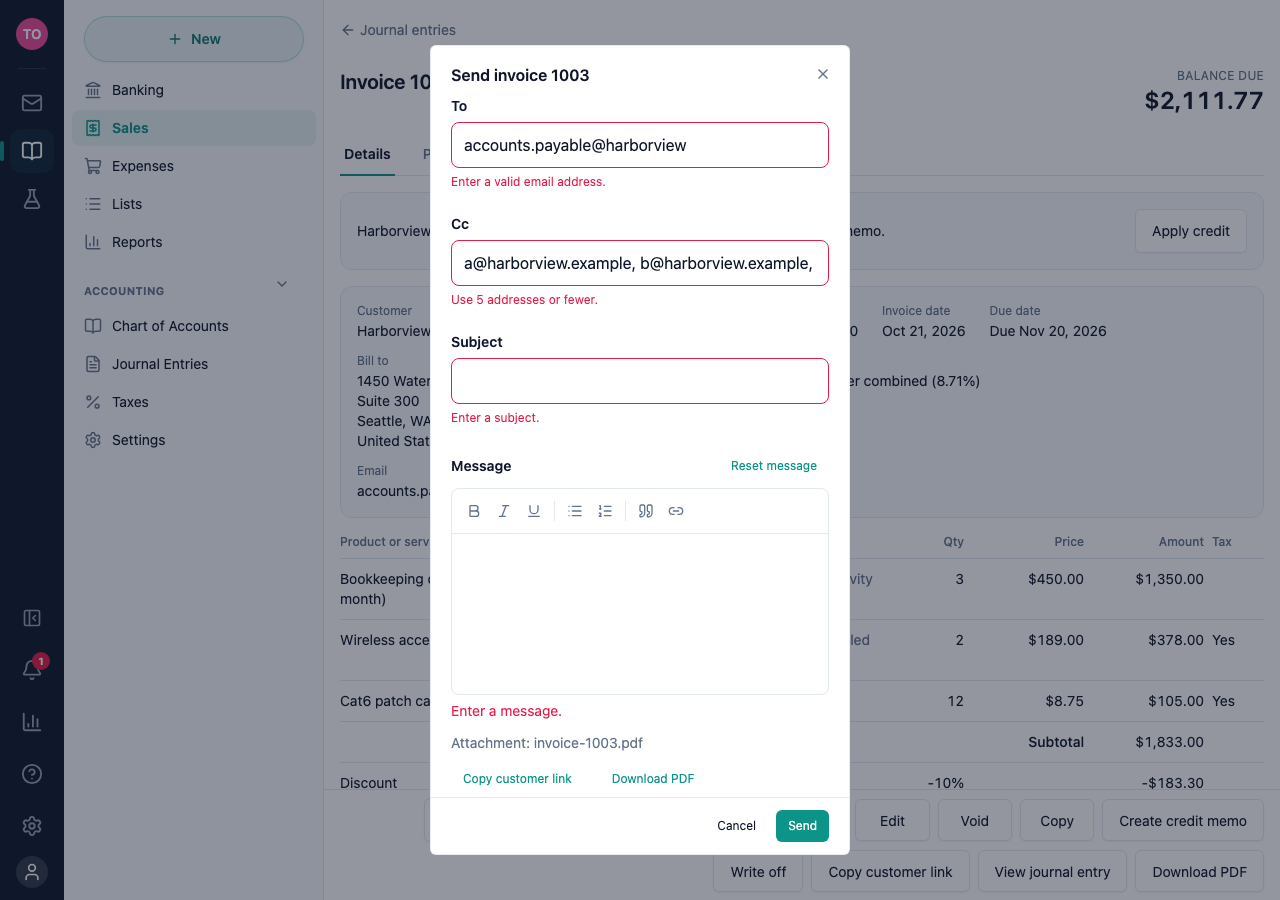 TO
New
Banking
Sales
Expenses
Lists
Reports
ACCOUNTING
Chart of Accounts
Journal Entries
Taxes
Settings
1
Journal entries
Invoice 10
BALANCE DUE
$2,111.77
Details
Harborview
emo.
Apply credit
Customer
Harborview
Invoice date
Oct 21, 2026
Due date
Due Nov 20, 2026
Bill to
1450 Water
Suite 300
Seattle, WA
United Stat
er combined (8.71%)
Email
accounts.pa
Product or serv
Qty
Price
Amount
Tax
Bookkeeping
month)
vity
3
$450.00
$1,350.00
Wireless acce
led
2
$189.00
$378.00
Yes
Cat6 patch ca
12
$8.75
$105.00
Yes
Subtotal
$1,833.00
Discount
-10%
-$183.30
Edit
Void
Copy
Create credit memo
Write off
Copy customer link
View journal entry
Download PDF
Send invoice 1003
To
accounts.payable@harborview
Enter a valid email address.
Cc
a@harborview.example, b@harborview.example,
Use 5 addresses or fewer.
Subject
Enter a subject.
Message
Reset message
Enter a message.
Attachment: invoice-1003.pdf
Copy customer link
Download PDF
Cancel
Send